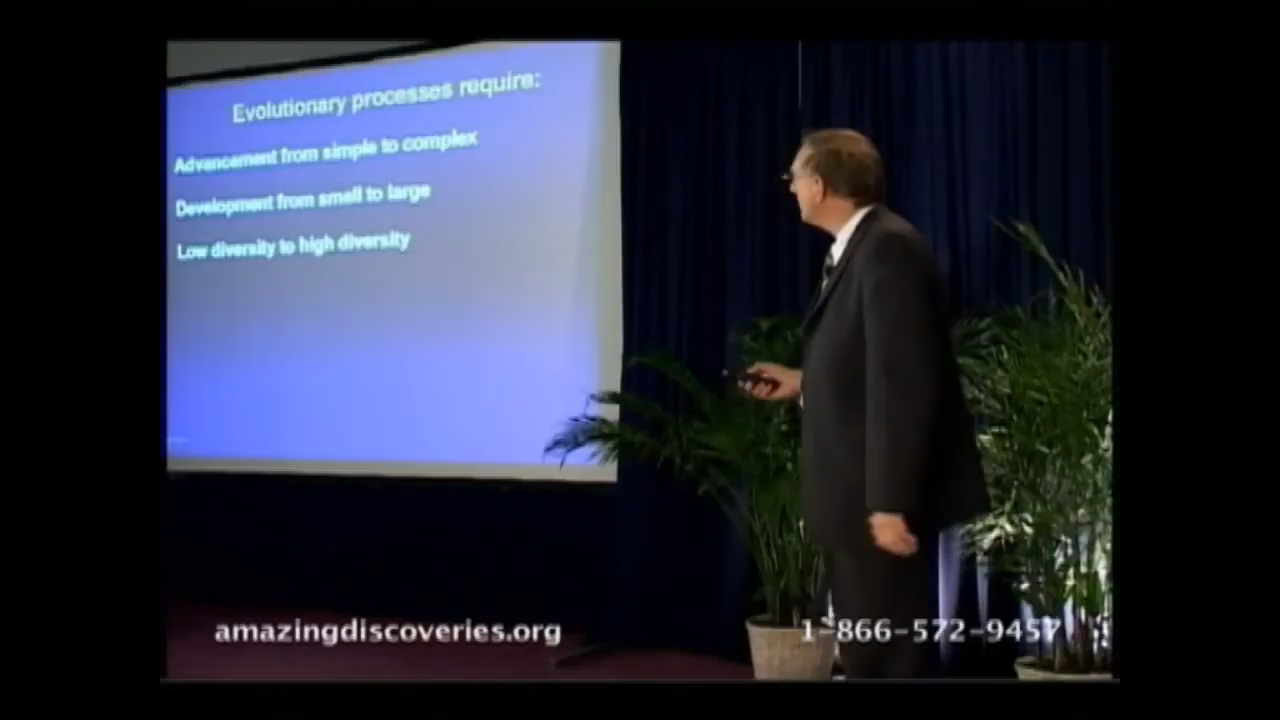 Evolutionary processes require:
Advancement from simple to complex
Development from small to large
Low diversity to high diversity
amazingdiscoveries.org
1-866-572-9457